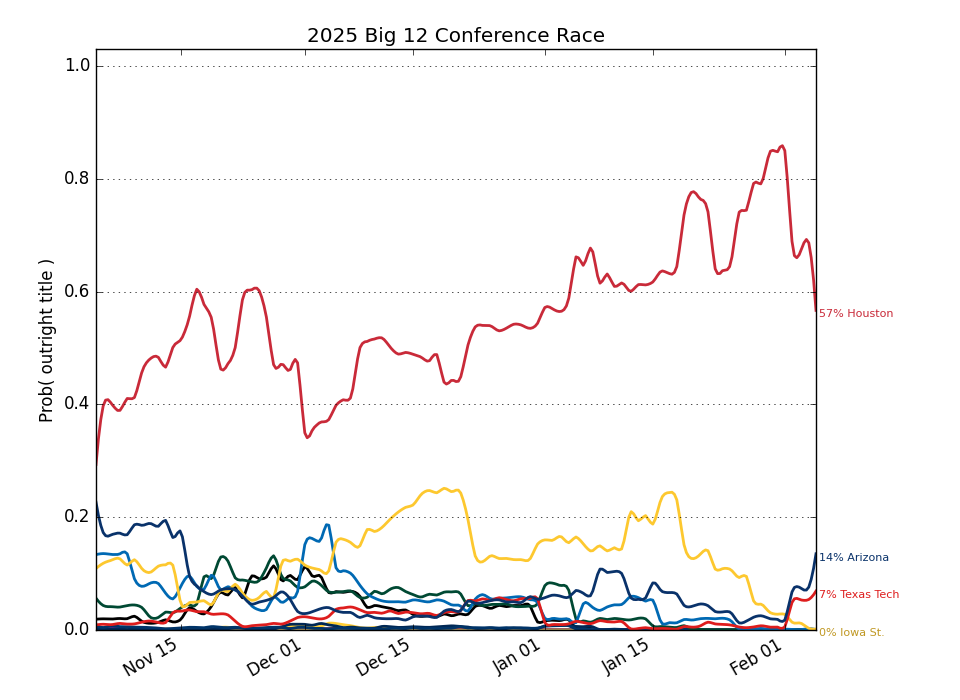 2025 Big 12 Conference Race
Prob( outright title )
1.0
0.8
0.6
0.4
0.2
0.0
57% Houston
14% Arizona
7% Texas Tech
0% Iowa St.
Nov 15
Dec 01
Dec 15
Jan 01
Jan 15
Feb 01